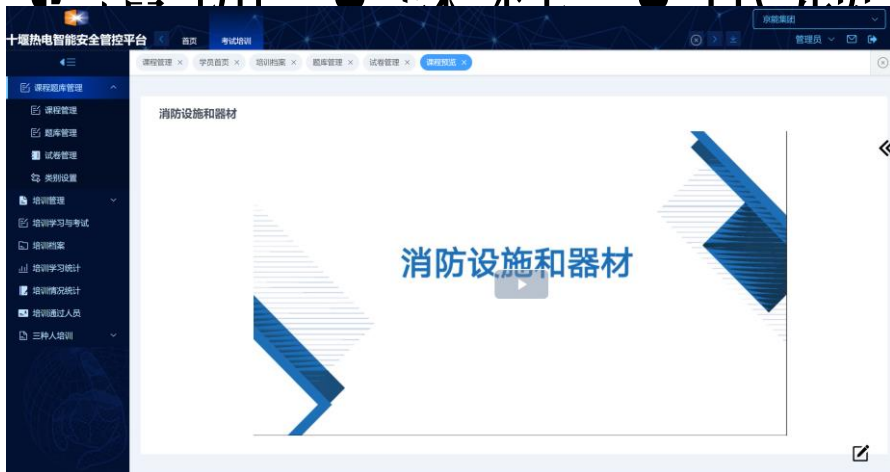 京能集团
十堰热电智能安全管控平台
首页 考试培训
管理员
课程管理 × 学员首页 × 培训档案 × 题库管理 × 试卷管理 × 课程预览 ×
课程题库管理
课程管理
题库管理
试卷管理
类别设置
培训管理
培训学习与考试
培训档案
培训学习统计
培训情况统计
培训通过人员
三种人培训
消防设施和器材
消防设施和器材